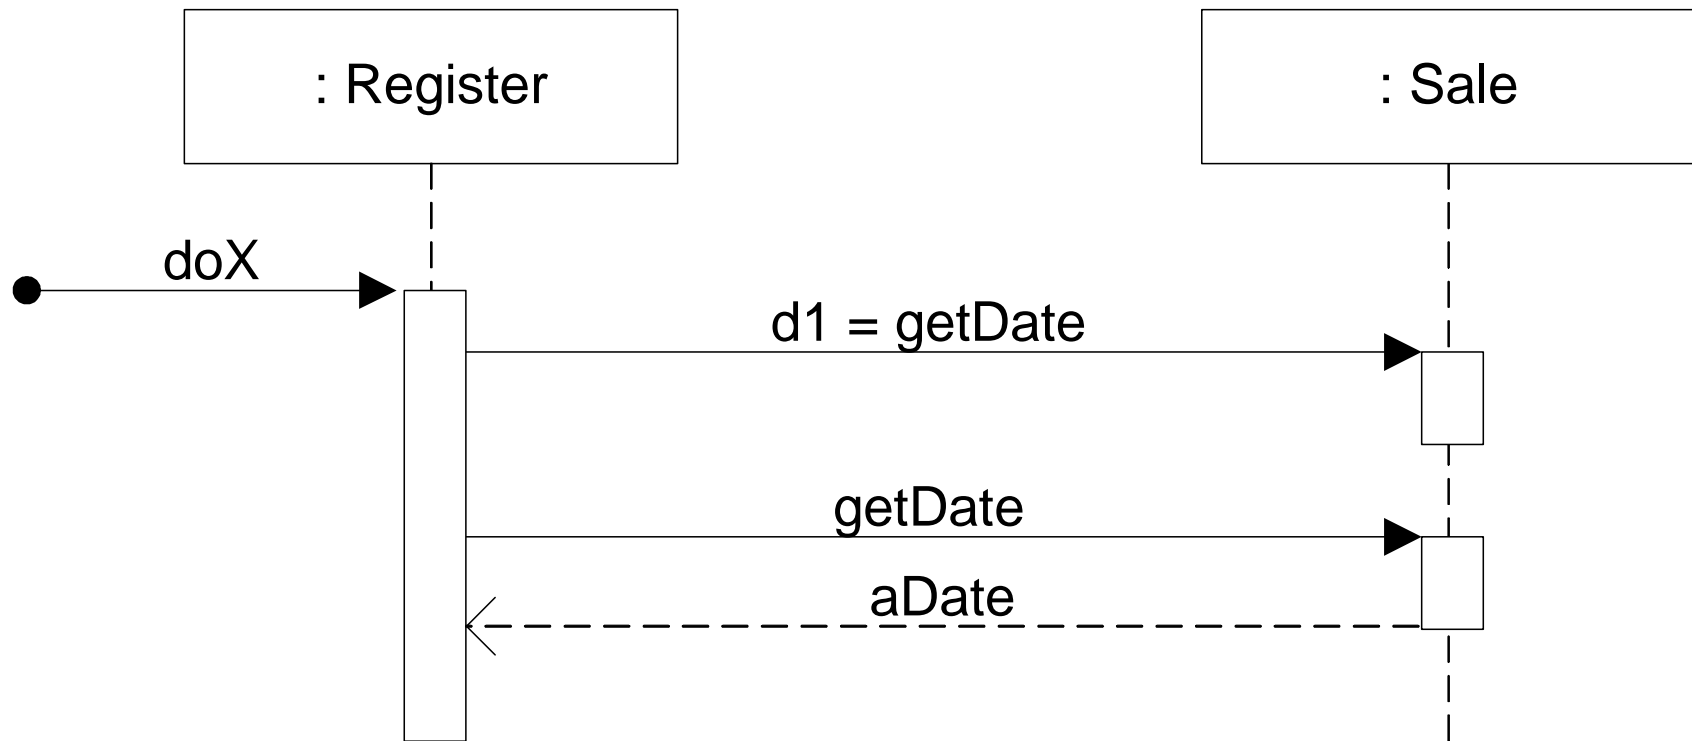 : Register
: Sale
doX
d1 = getDate
getDate
aDate